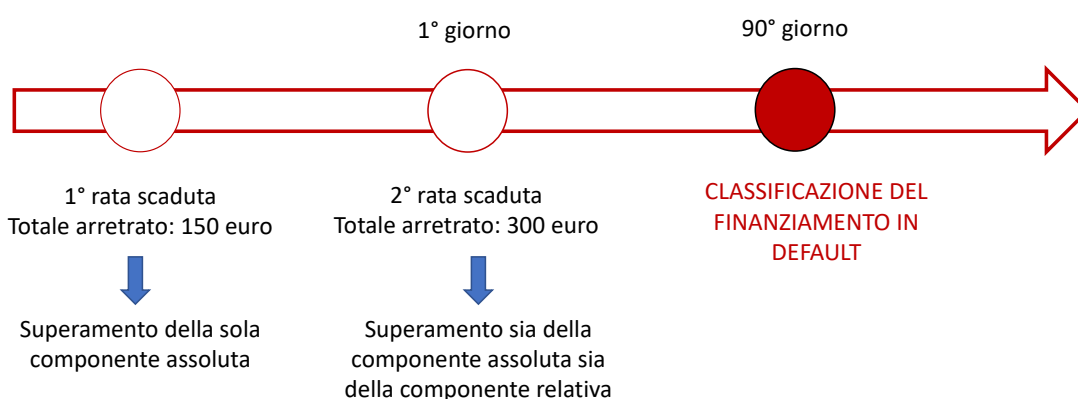 1° giorno
90° giorno
1° rata scaduta
Totale arretrato: 150 euro
2° rata scaduta
Totale arretrato: 300 euro
CLASSIFICAZIONE DEL
FINANZIAMENTO IN
DEFAULT
Superamento della sola
componente assoluta
Superamento sia della
componente assoluta sia
della componente relativa